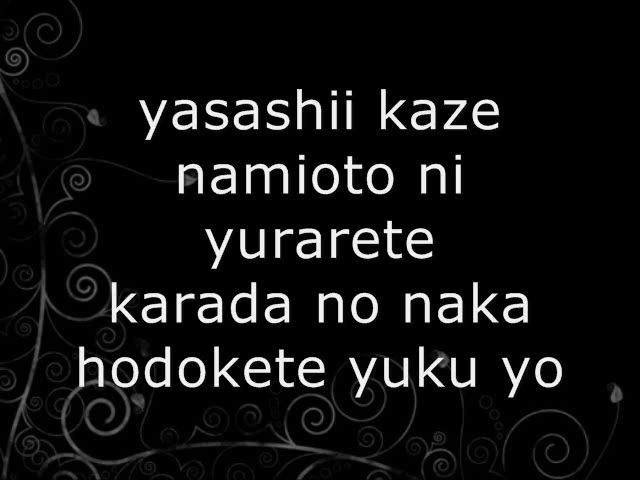 yasashii kaze
namioto ni
yurarete
karada no naka
hodokete yuku yo